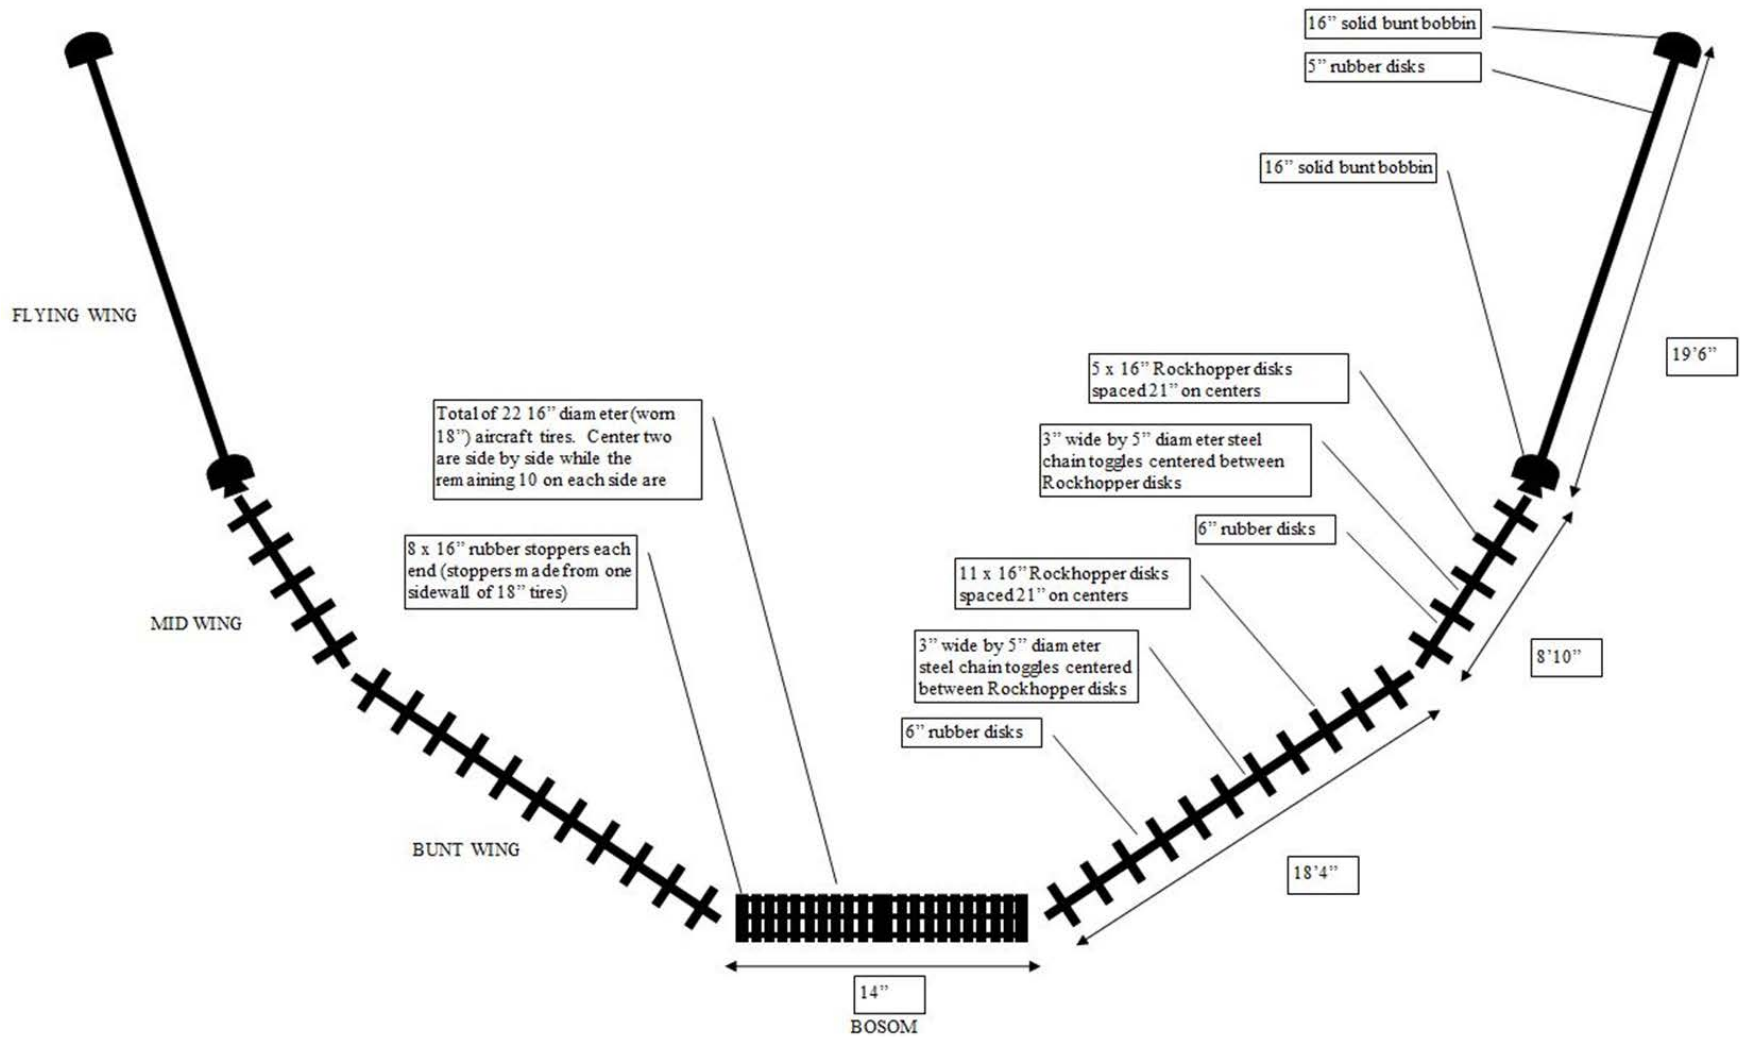 16” solid bunt bobbin
5” rubber disks
16” solid bunt bobbin
FLYING WING
19’6”
5 x 16” Rockhopper disks
spaced 21” on centers
Total of 22 16” diameter (worn
18”) aircraft tires. Center two
are side by side while the
remaining 10 on each side are
3” wide by 5” diameter steel
chain toggles centered between
Rockhopper disks
6” rubber disks
8 x 16” rubber stoppers each
end (stoppers made from one
sidewall of 18” tires)
11 x 16” Rockhopper disks
spaced 21” on centers
MID WING
3” wide by 5” diameter
steel chain toggles centered
between Rockhopper disks
8’10”
6” rubber disks
BUNT WING
18’4”
14”
BOSOM